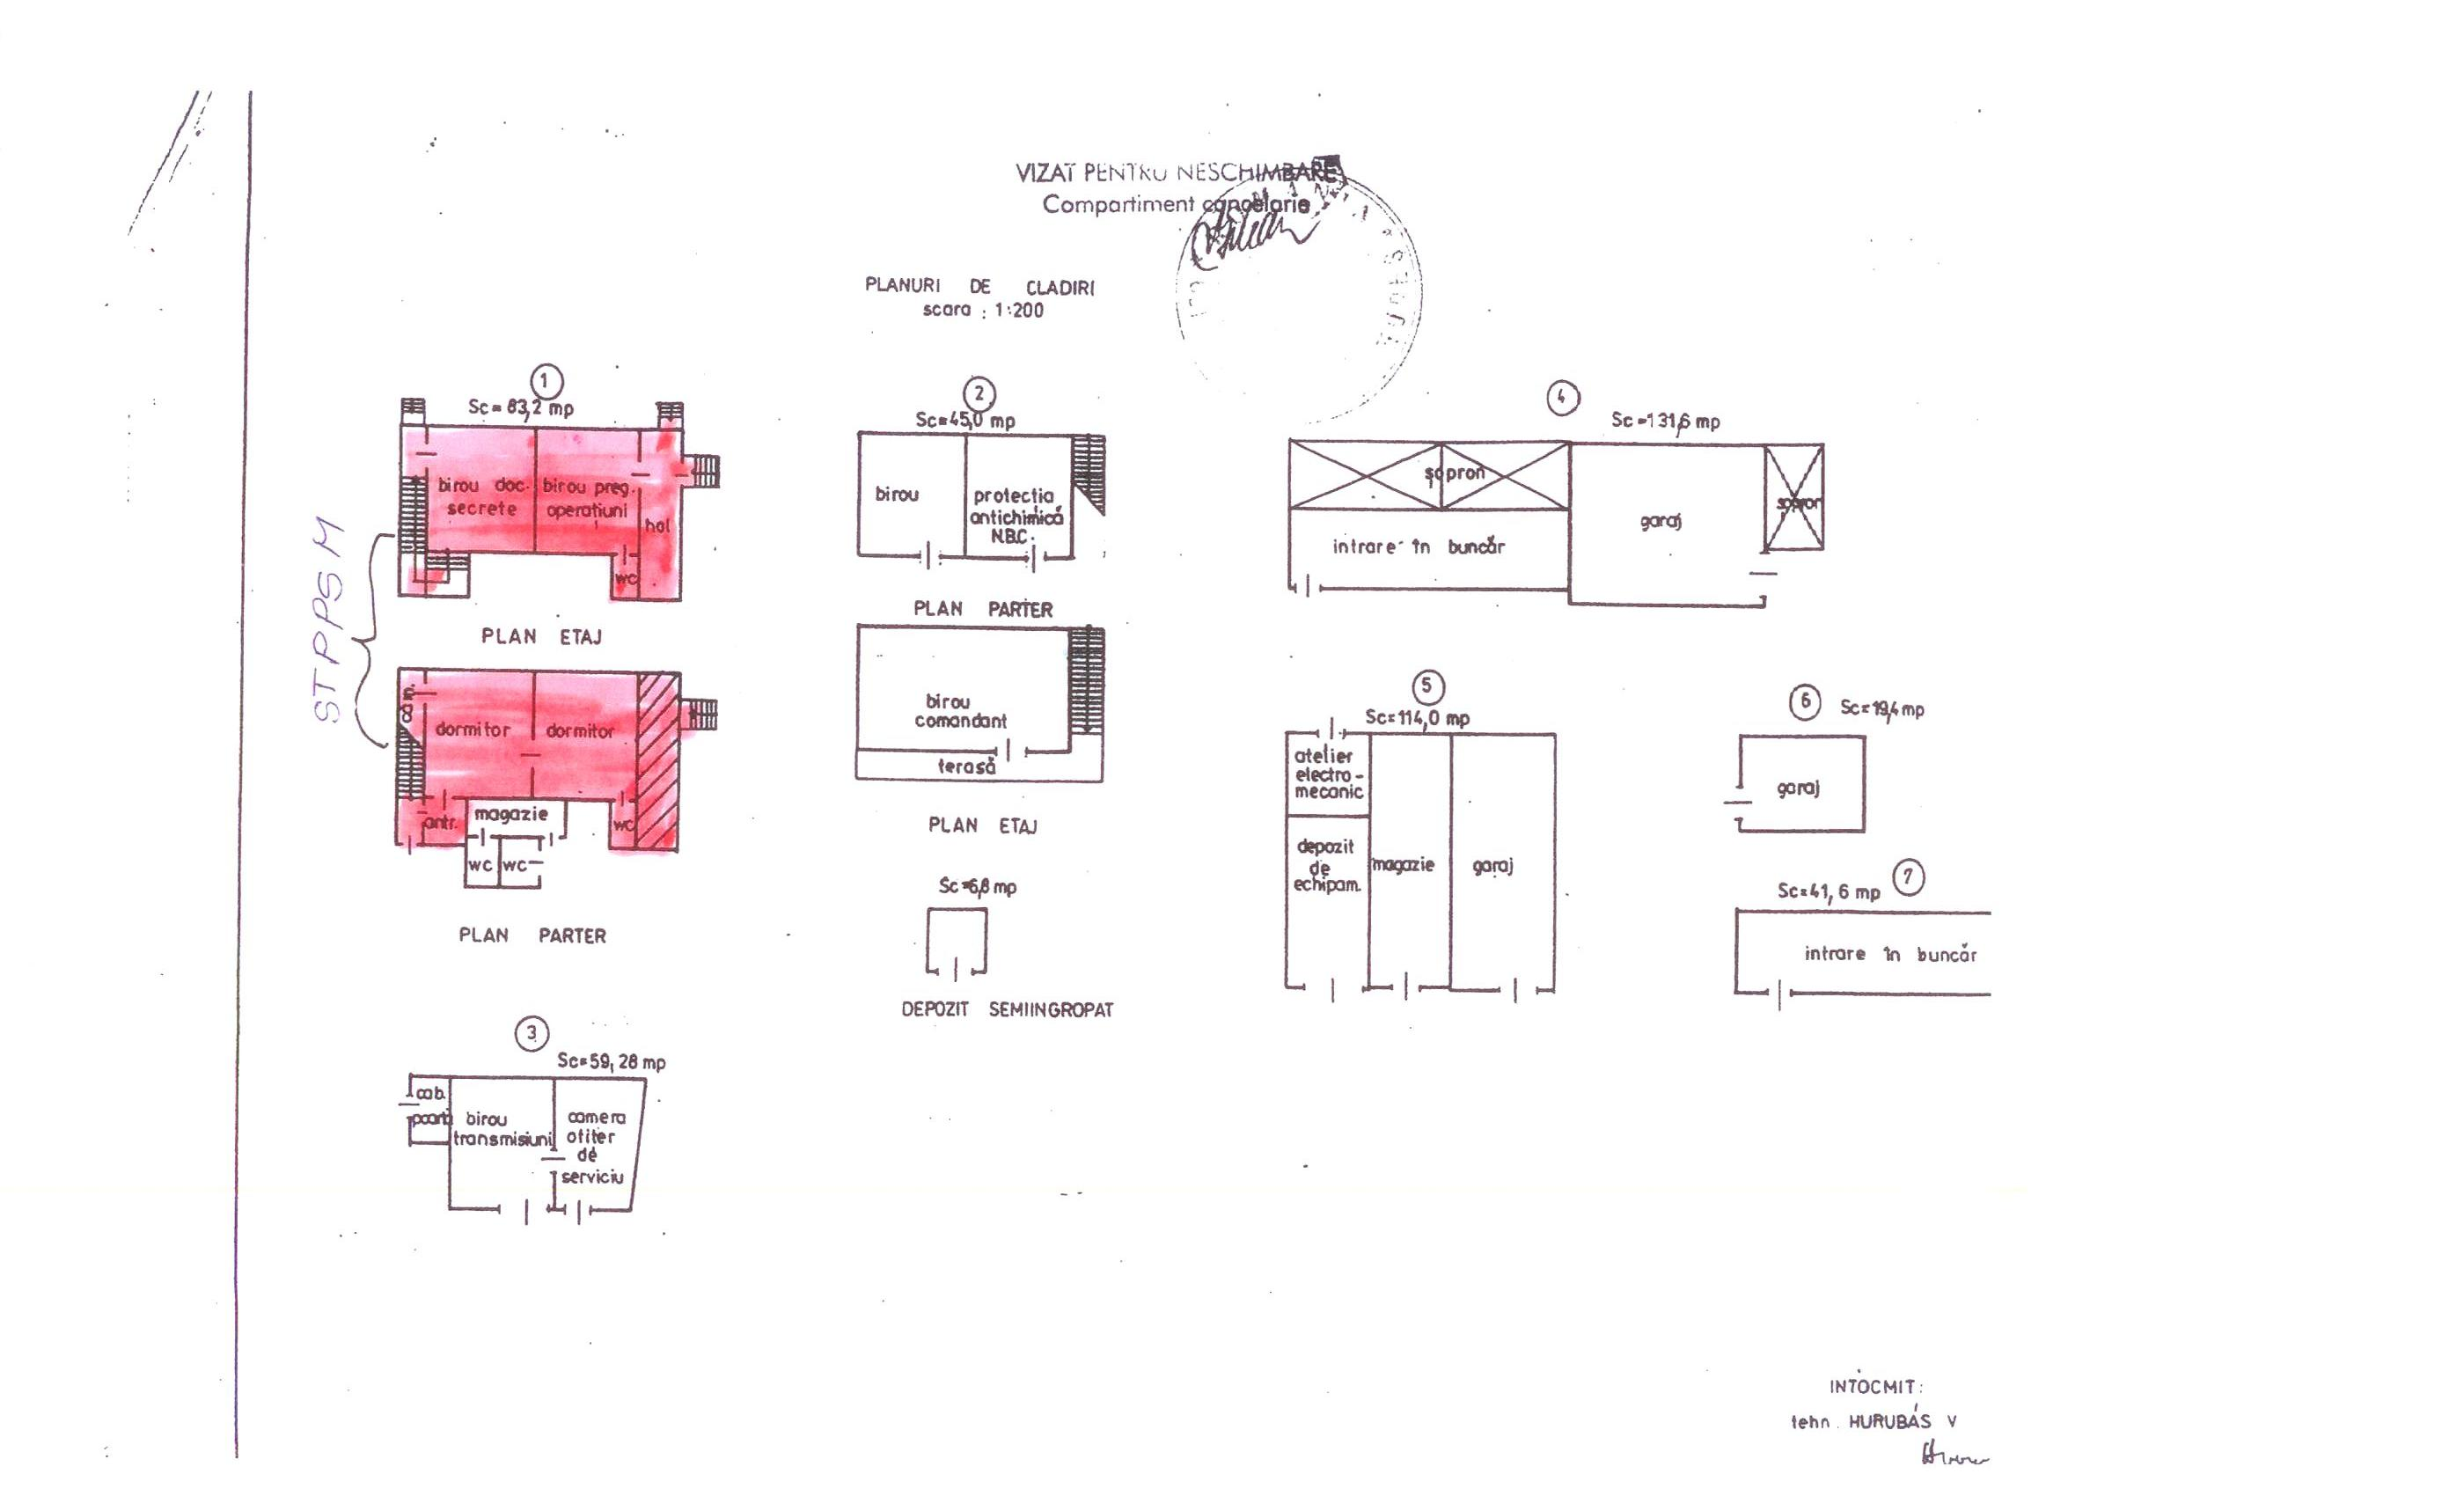 VIZAT PENTRU NESCHIMBARE
Compartiment cancelarie
PLANURI DE CLADIRI
scara : 1:200
STPPSM
1
Sc= 83,2 mp
birou doc.
secrete
birou preg.
operatiuni
hol
wc
PLAN ETAJ
cam.
dormitor
dormitor
antr.
magazie
wc
wc
wc
PLAN PARTER
3
Sc=59,28 mp
cab.
poartă
birou
transmisiuni
camera
ofiter
de
serviciu
2
Sc=45,0 mp
birou
protectia
antichimică
N.B.C.
PLAN PARTER
birou
comandant
terasă
PLAN ETAJ
Sc=6,8 mp
DEPOZIT SEMIINGROPAT
4
Sc=131,6 mp
șopron
intrare în buncăr
garaj
șopron
5
Sc=114,0 mp
atelier
electro-
mecanic
depozit
de
echipam.
magazie
garaj
6
Sc=19,4 mp
garaj
7
Sc=41,6 mp
intrare în buncăr
INTOCMIT:
tehn. HURUBĂS V